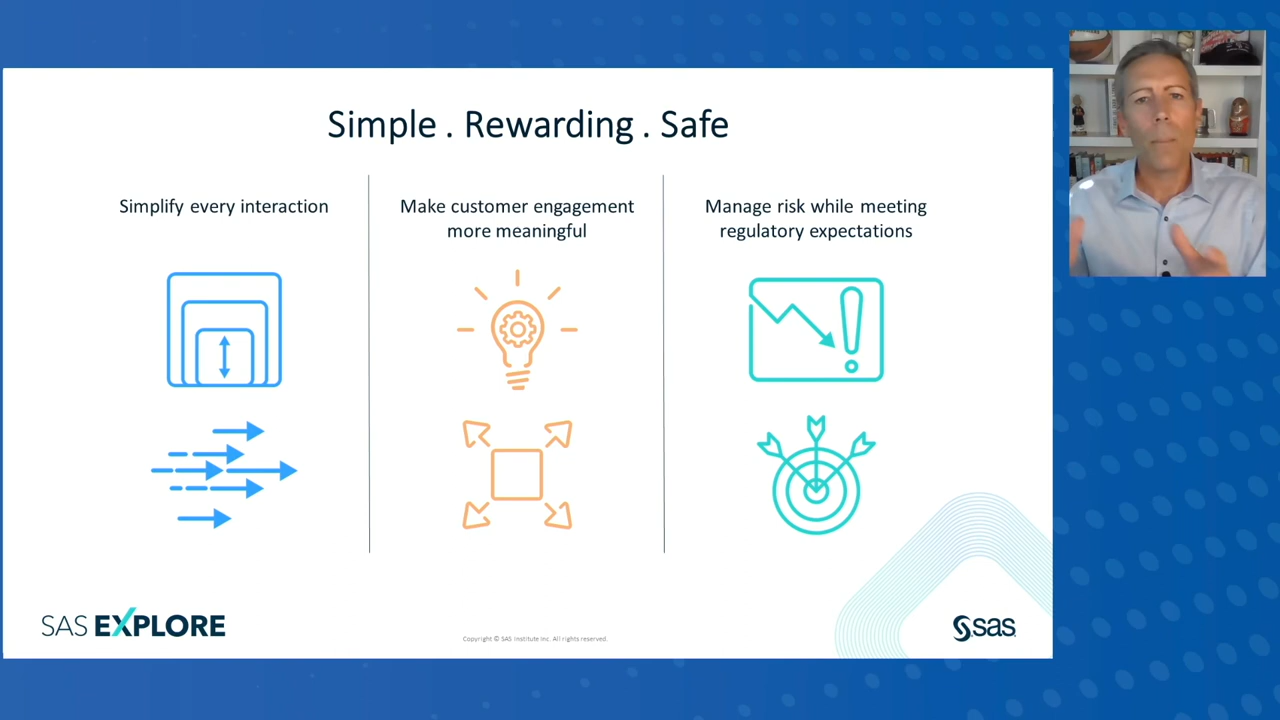 Simple . Rewarding . Safe
Simplify every interaction
Make customer engagement
more meaningful
Manage risk while meeting
regulatory expectations
SAS EXPLORE
Copyright © SAS Institute Inc. All rights reserved.
sas